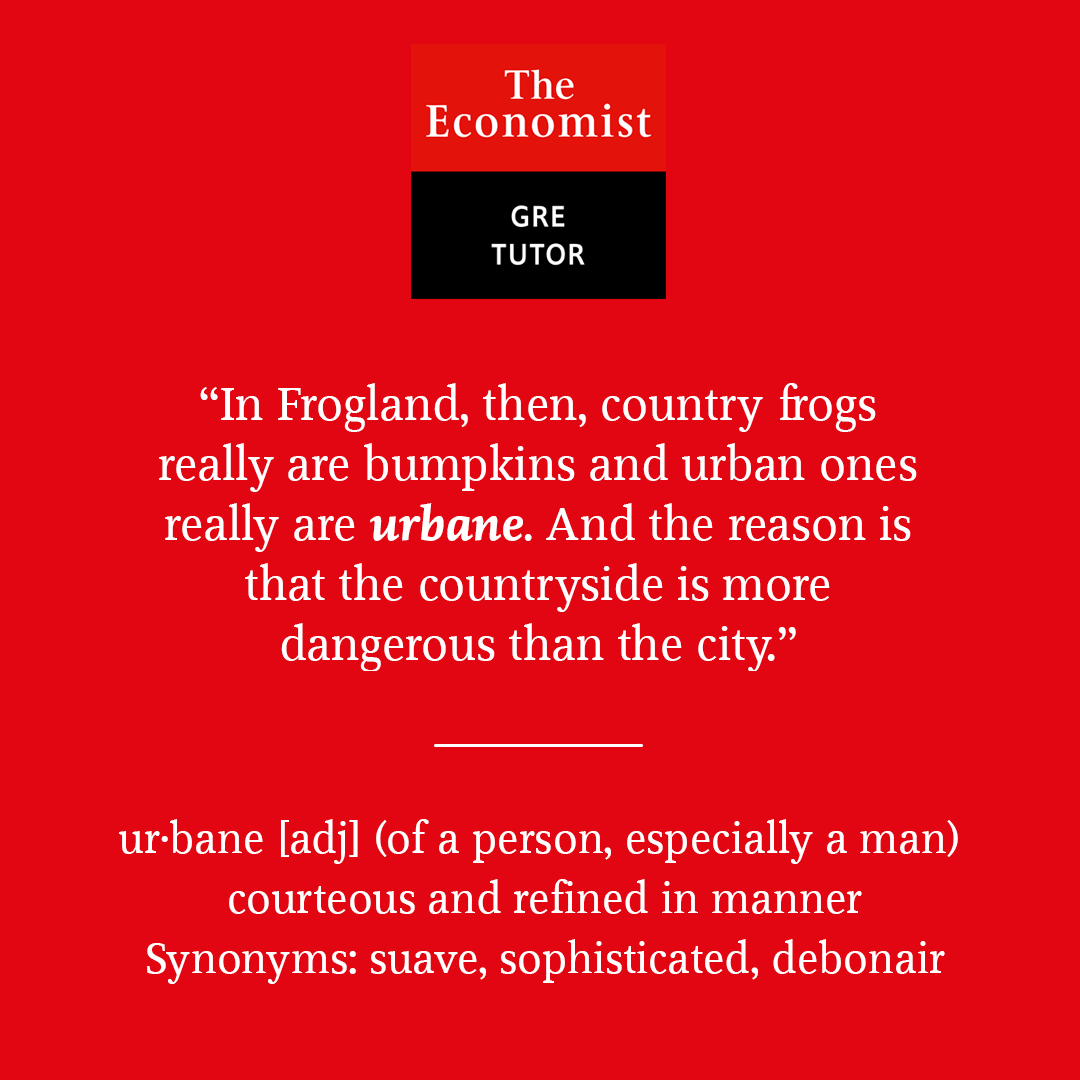 The
Economist
GRE
TUTOR
“In Frogland, then, country frogs
really are bumpkins and urban ones
really are urbane. And the reason is
that the countryside is more
dangerous than the city.”
ur·bane [adj] (of a person, especially a man)
courteous and refined in manner
Synonyms: suave, sophisticated, debonair